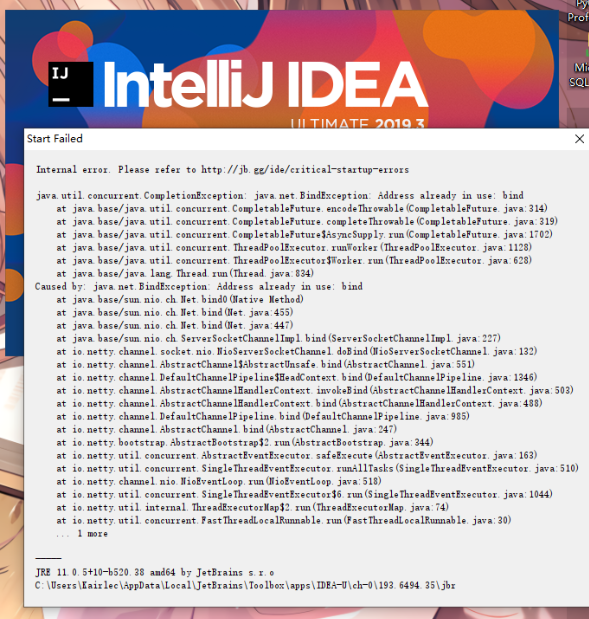 Py
Prof
IJ
IntelliJ IDEA
ULTIMATE 2019.3
Mi
SQL
Start Failed
Internal error. Please refer to http://jb.gg/ide/critical-startup-errors
java.util.concurrent.CompletionException: java.net.BindException: Address already in use: bind
at java.base/java.util.concurrent.CompletableFuture.encodeThrowable(CompletableFuture.java:314)
at java.base/java.util.concurrent.CompletableFuture.completeThrowable(CompletableFuture.java:319)
at java.base/java.util.concurrent.CompletableFuture$AsyncSupply.run(CompletableFuture.java:1702)
at java.base/java.util.concurrent.ThreadPoolExecutor.runWorker(ThreadPoolExecutor.java:1128)
at java.base/java.util.concurrent.ThreadPoolExecutor$Worker.run(ThreadPoolExecutor.java:628)
at java.base/java.lang.Thread.run(Thread.java:834)
Caused by: java.net.BindException: Address already in use: bind
at java.base/sun.nio.ch.Net.bind0(Native Method)
at java.base/sun.nio.ch.Net.bind(Net.java:455)
at java.base/sun.nio.ch.Net.bind(Net.java:447)
at java.base/sun.nio.ch.ServerSocketChannelImpl.bind(ServerSocketChannelImpl.java:227)
at io.netty.channel.socket.nio.NioServerSocketChannel.doBind(NioServerSocketChannel.java:132)
at io.netty.channel.AbstractChannel$AbstractUnsafe.bind(AbstractChannel.java:551)
at io.netty.channel.DefaultChannelPipeline$HeadContext.bind(DefaultChannelPipeline.java:1346)
at io.netty.channel.AbstractChannelHandlerContext.invokeBind(AbstractChannelHandlerContext.java:503)
at io.netty.channel.AbstractChannelHandlerContext.bind(AbstractChannelHandlerContext.java:488)
at io.netty.channel.DefaultChannelPipeline.bind(DefaultChannelPipeline.java:985)
at io.netty.channel.AbstractChannel.bind(AbstractChannel.java:247)
at io.netty.bootstrap.AbstractBootstrap$2.run(AbstractBootstrap.java:344)
at io.netty.util.concurrent.AbstractEventExecutor.safeExecute(AbstractEventExecutor.java:163)
at io.netty.util.concurrent.SingleThreadEventExecutor.runAllTasks(SingleThreadEventExecutor.java:510)
at io.netty.channel.nio.NioEventLoop.run(NioEventLoop.java:518)
at io.netty.util.concurrent.SingleThreadEventExecutor$6.run(SingleThreadEventExecutor.java:1044)
at io.netty.util.internal.ThreadExecutorMap$2.run(ThreadExecutorMap.java:74)
at io.netty.util.concurrent.FastThreadLocalRunnable.run(FastThreadLocalRunnable.java:30)
... 1 more
-----
JRE 11.0.5+10-b520.38 amd64 by JetBrains s.r.o
C:\Users\Kairlec\AppData\Local\JetBrains\Toolbox\apps\IDEA-U\ch-0\193.6494.35\jbr